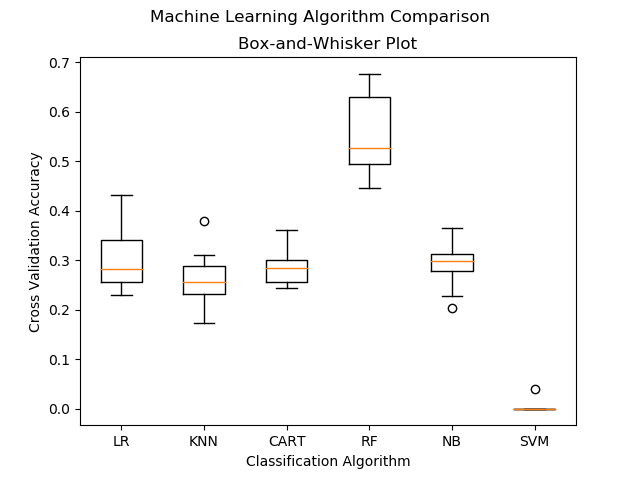 Machine Learning Algorithm Comparison
Box-and-Whisker Plot
0.7
0.6
0.5
0.4
0.3
0.2
0.1
0.0
Cross Validation Accuracy
LR KNN CART RF NB SVM
Classification Algorithm